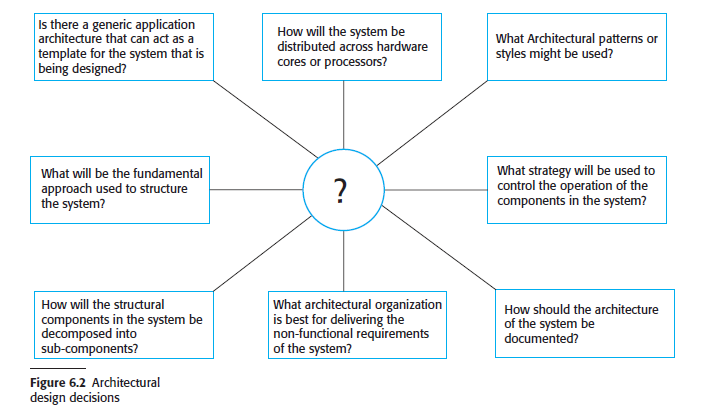 Is there a generic application
architecture that can act as a
template for the system that is
being designed?
How will the system be
distributed across hardware
cores or processors?
What Architectural patterns or
styles might be used?
What will be the fundamental
approach used to structure
the system?
?
What strategy will be used to
control the operation of the
components in the system?
How will the structural
components in the system be
decomposed into
sub-components?
What architectural organization
is best for delivering the
non-functional requirements
of the system?
How should the architecture
of the system be
documented?
Figure 6.2 Architectural
design decisions